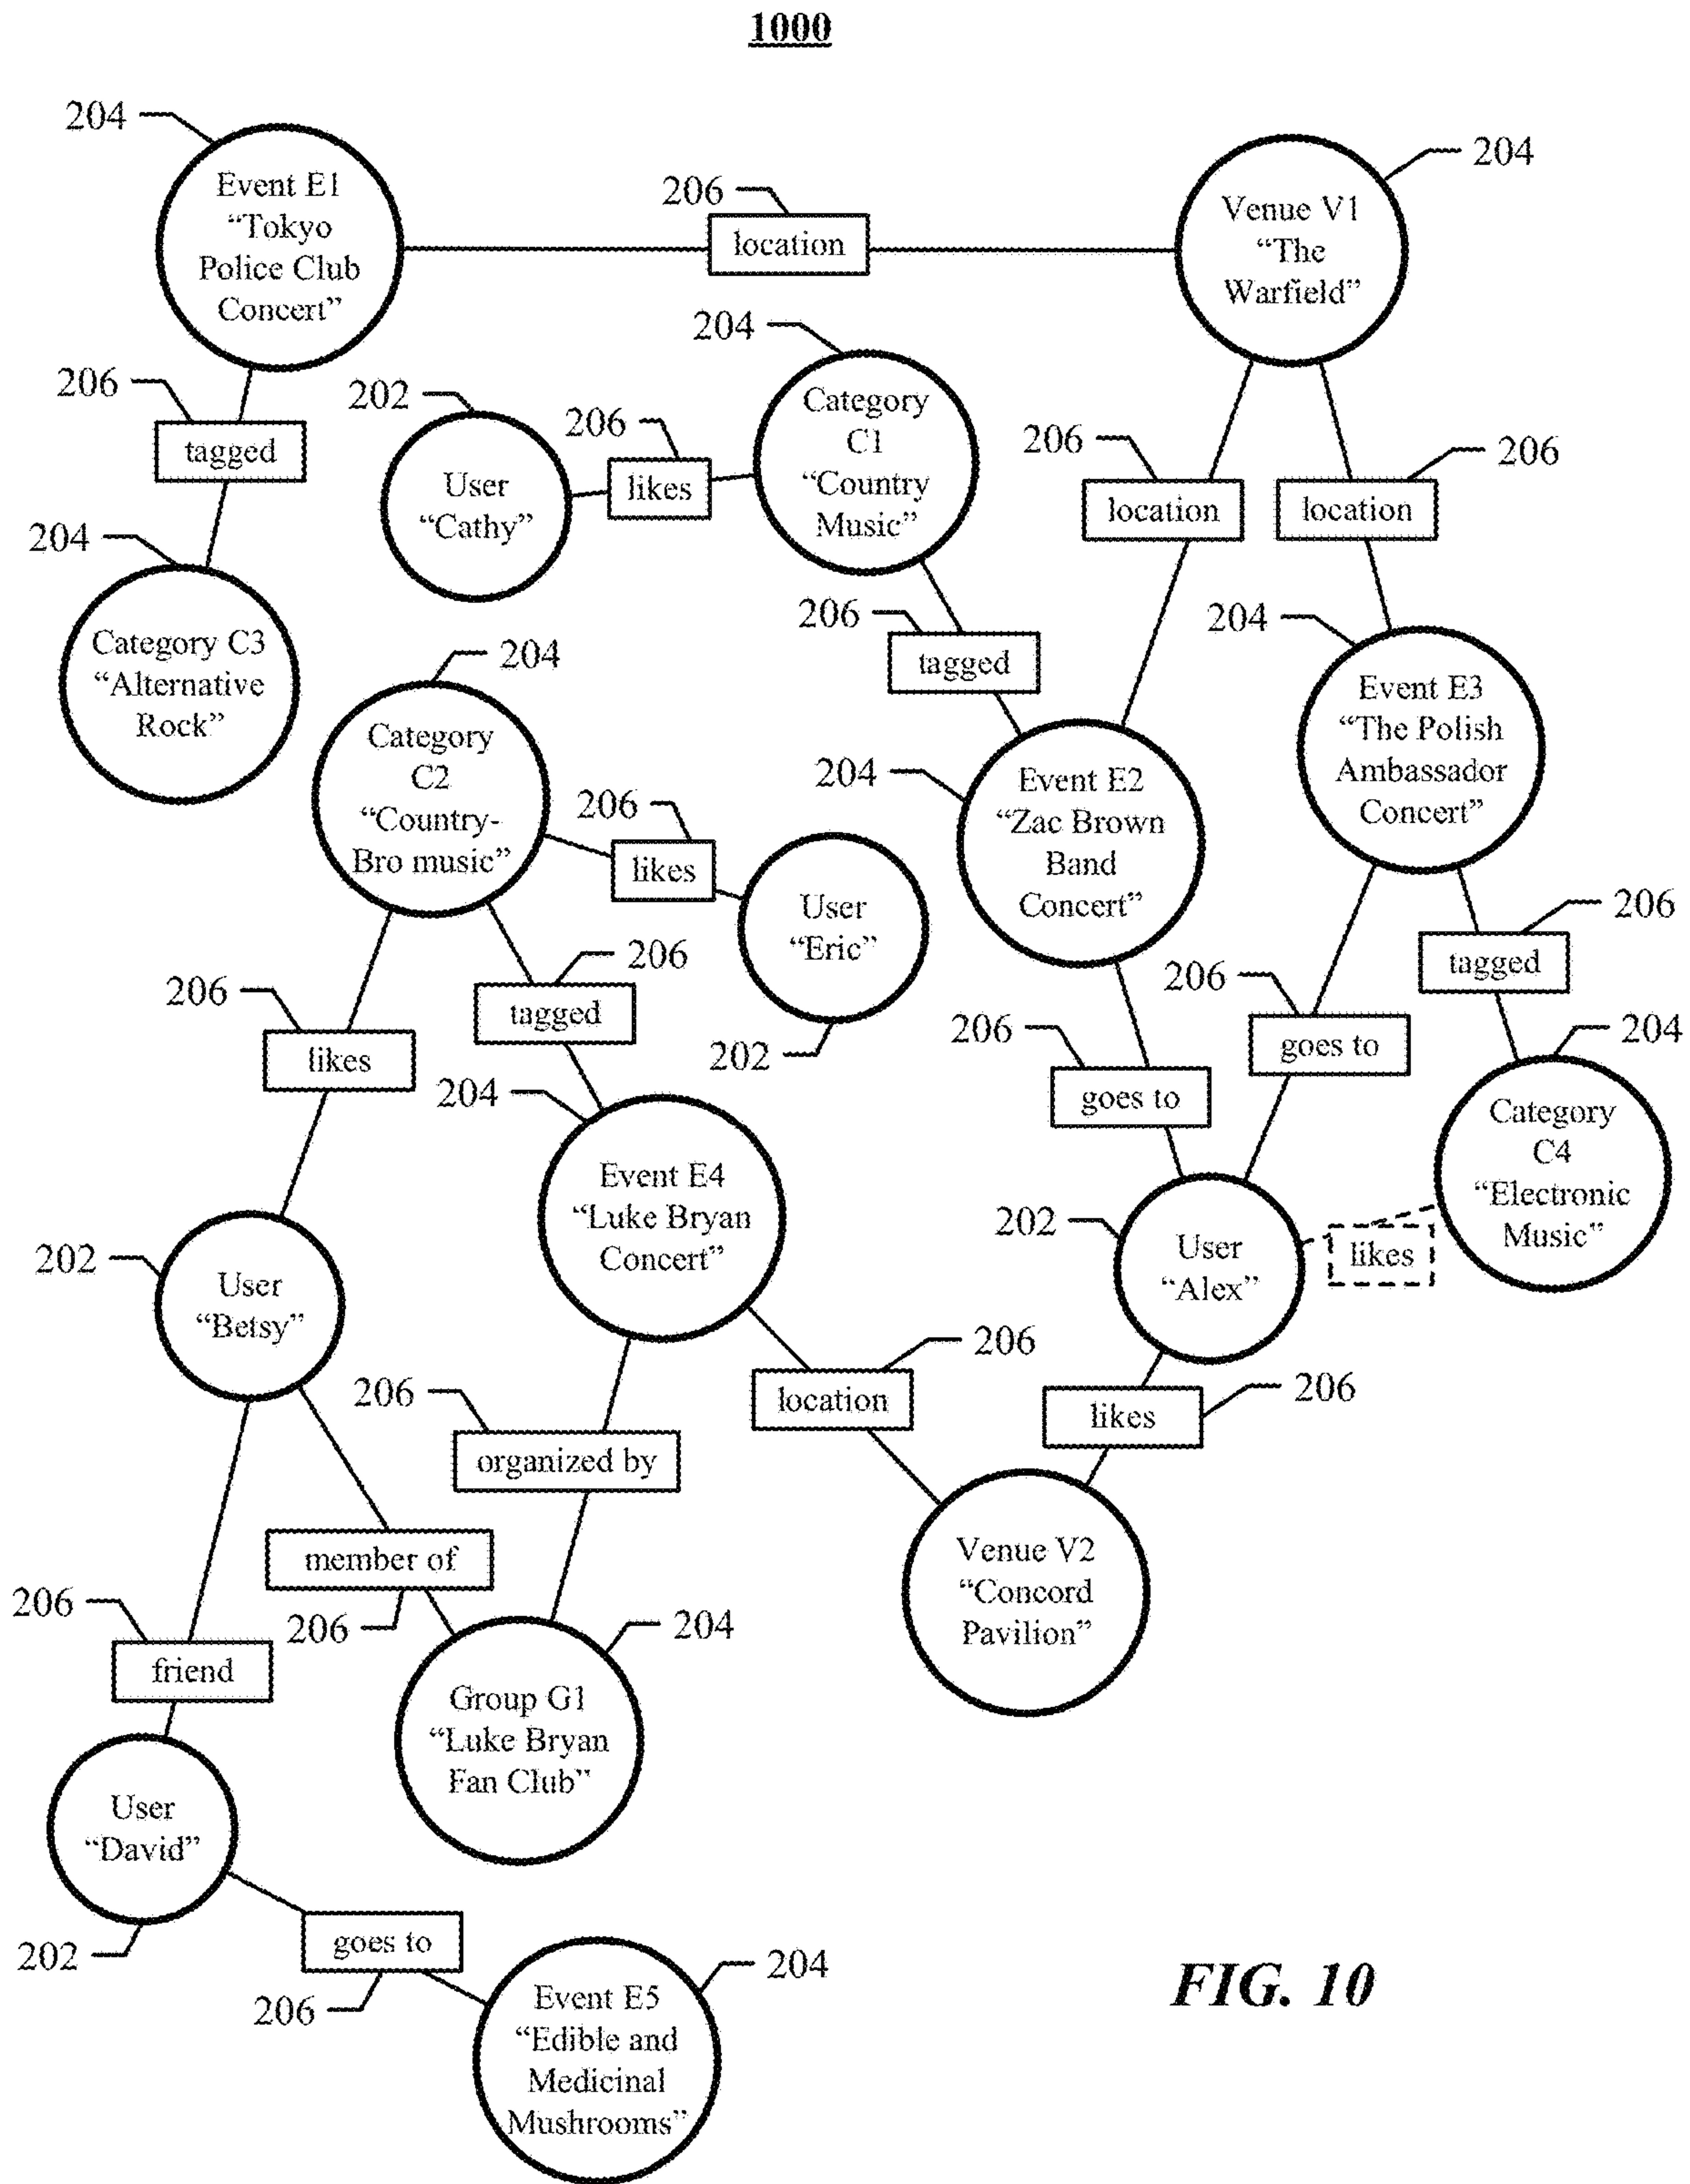 1000
204
Event E1
“Tokyo
Police Club
Concert”
206
location
204
Venue V1
“The
Warfield”
206
tagged
202
User
“Cathy”
206
likes
204
Category
C1
“Country
Music”
206
location
206
location
204
Category C3
“Alternative
Rock”
206
tagged
204
Event E3
“The Polish
Ambassador
Concert”
204
Category
C2
“Country-
Bro music”
206
likes
User
“Eric”
202
204
Event E2
“Zac Brown
Band
Concert”
206
tagged
206
likes
206
tagged
206
goes to
206
goes to
204
Category
C4
“Electronic
Music”
204
Event E4
“Luke Bryan
Concert”
202
User
“Alex”
likes
202
User
“Betsy”
206
location
206
likes
206
organized by
member of
206
Venue V2
“Concord
Pavilion”
206
friend
204
Group G1
“Luke Bryan
Fan Club”
User
“David”
202
goes to
206
204
Event E5
“Edible and
Medicinal
Mushrooms”
FIG. 10